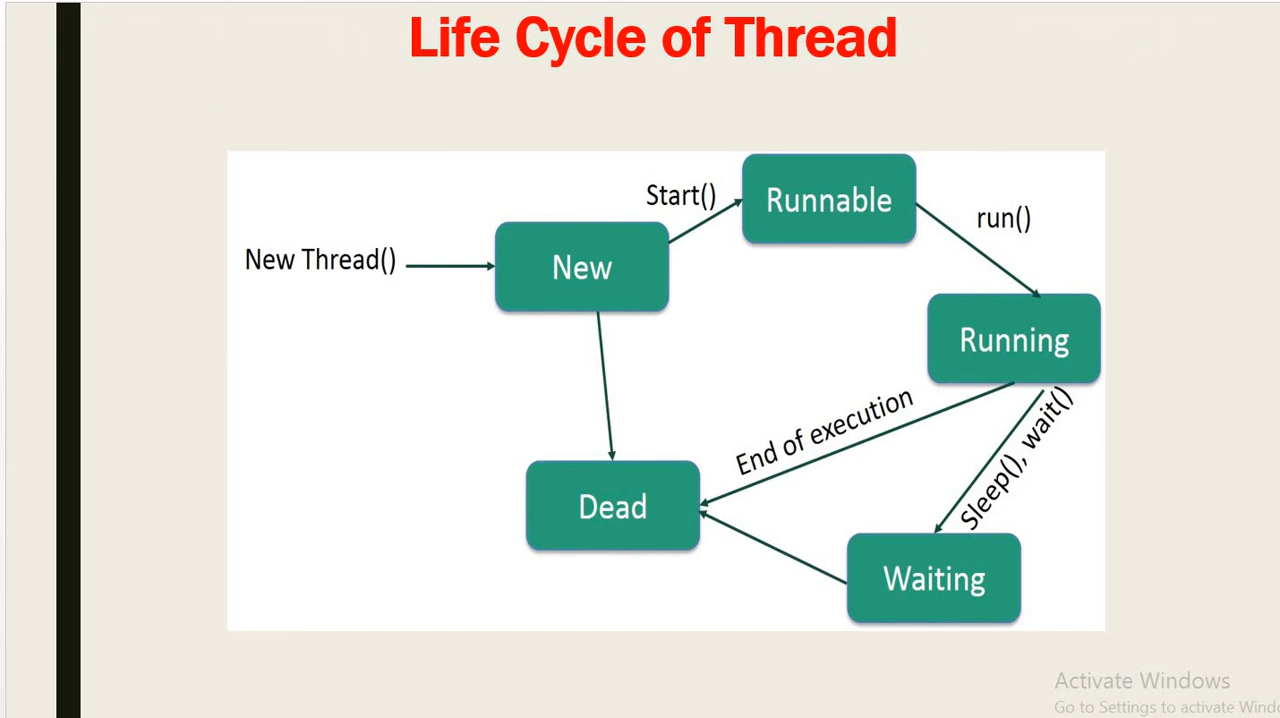 Life Cycle of Thread
Start()
Runnable
run()
New Thread()
New
Running
End of execution
Sleep(), wait()
Dead
Waiting
Activate Windows
Go to Settings to activate